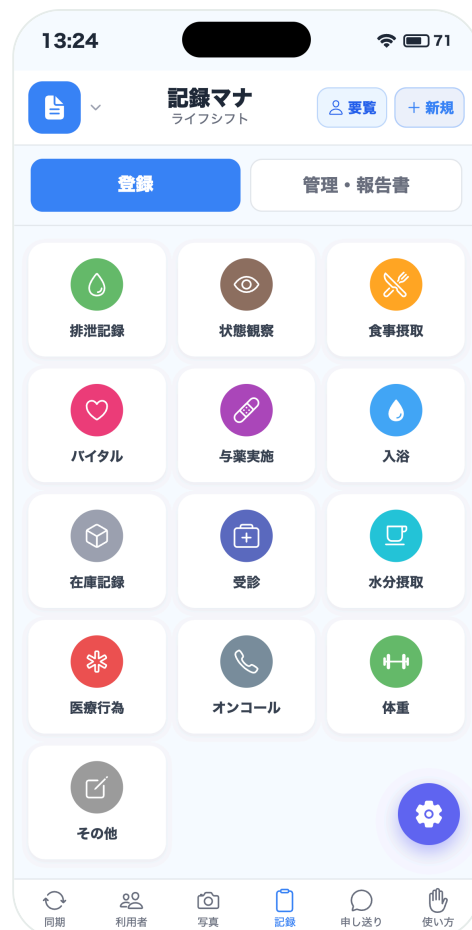 13:24
71
記録マナ
ライフシフト
要覧
+ 新規
登録
管理・報告書
排泄記録
状態観察
食事摂取
バイタル
与薬実施
入浴
在庫記録
受診
水分摂取
医療行為
オンコール
体重
その他
同期
利用者
写真
記録
申し送り
使い方